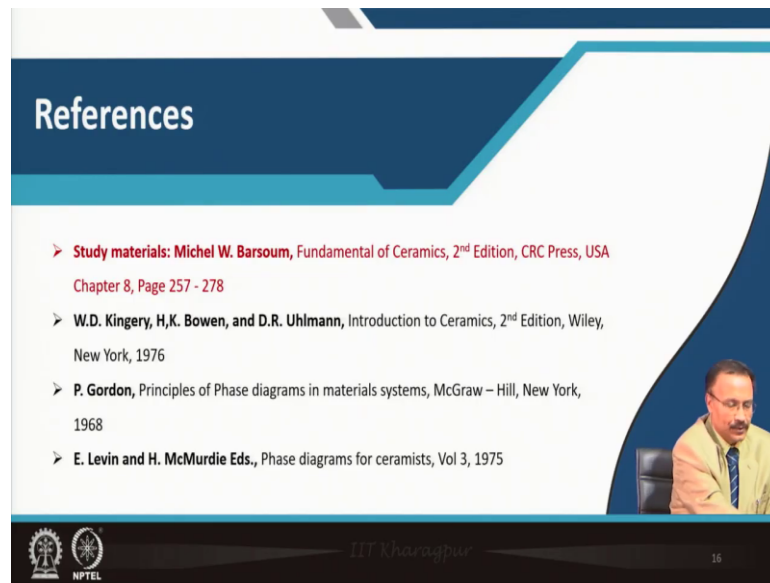 References
➢ Study materials: Michel W. Barsoum, Fundamental of Ceramics, 2nd Edition, CRC Press, USA
Chapter 8, Page 257 - 278
➢ W.D. Kingery, H,K. Bowen, and D.R. Uhlmann, Introduction to Ceramics, 2nd Edition, Wiley,
New York, 1976
➢ P. Gordon, Principles of Phase diagrams in materials systems, McGraw – Hill, New York,
1968
➢ E. Levin and H. McMurdie Eds., Phase diagrams for ceramists, Vol 3, 1975
NPTEL
IIT Kharagpur
16